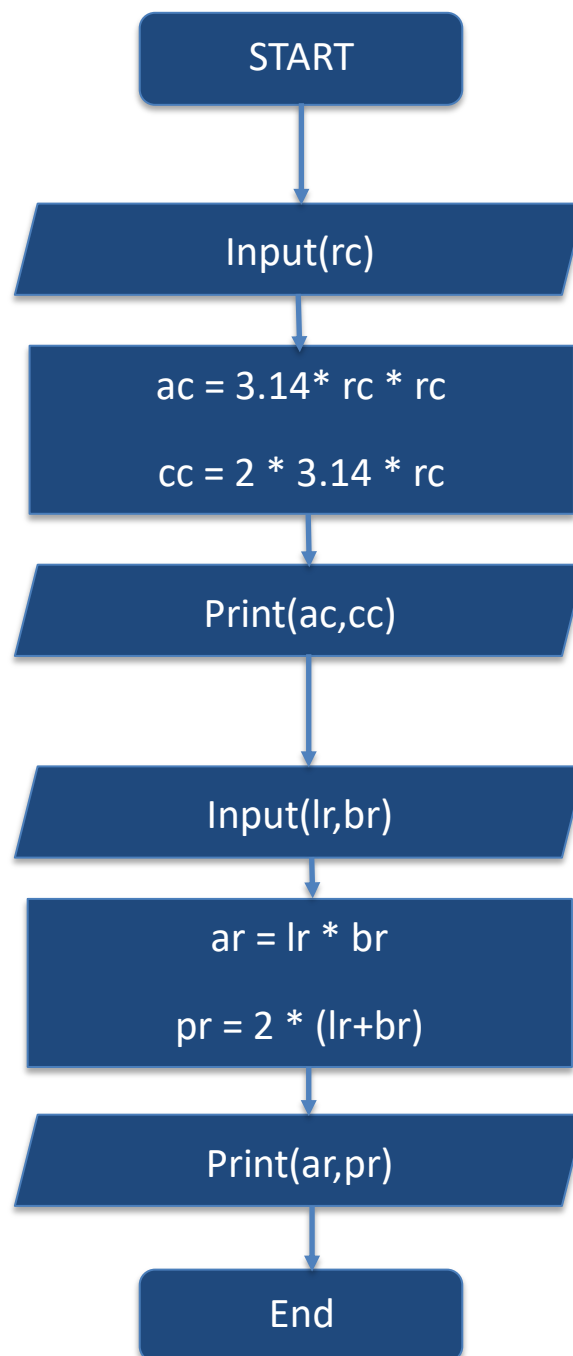 START
Input(rc)
ac = 3.14* rc * rc
cc = 2 * 3.14 * rc
Print(ac,cc)
Input(lr,br)
ar = lr * br
pr = 2 * (lr+br)
Print(ar,pr)
End